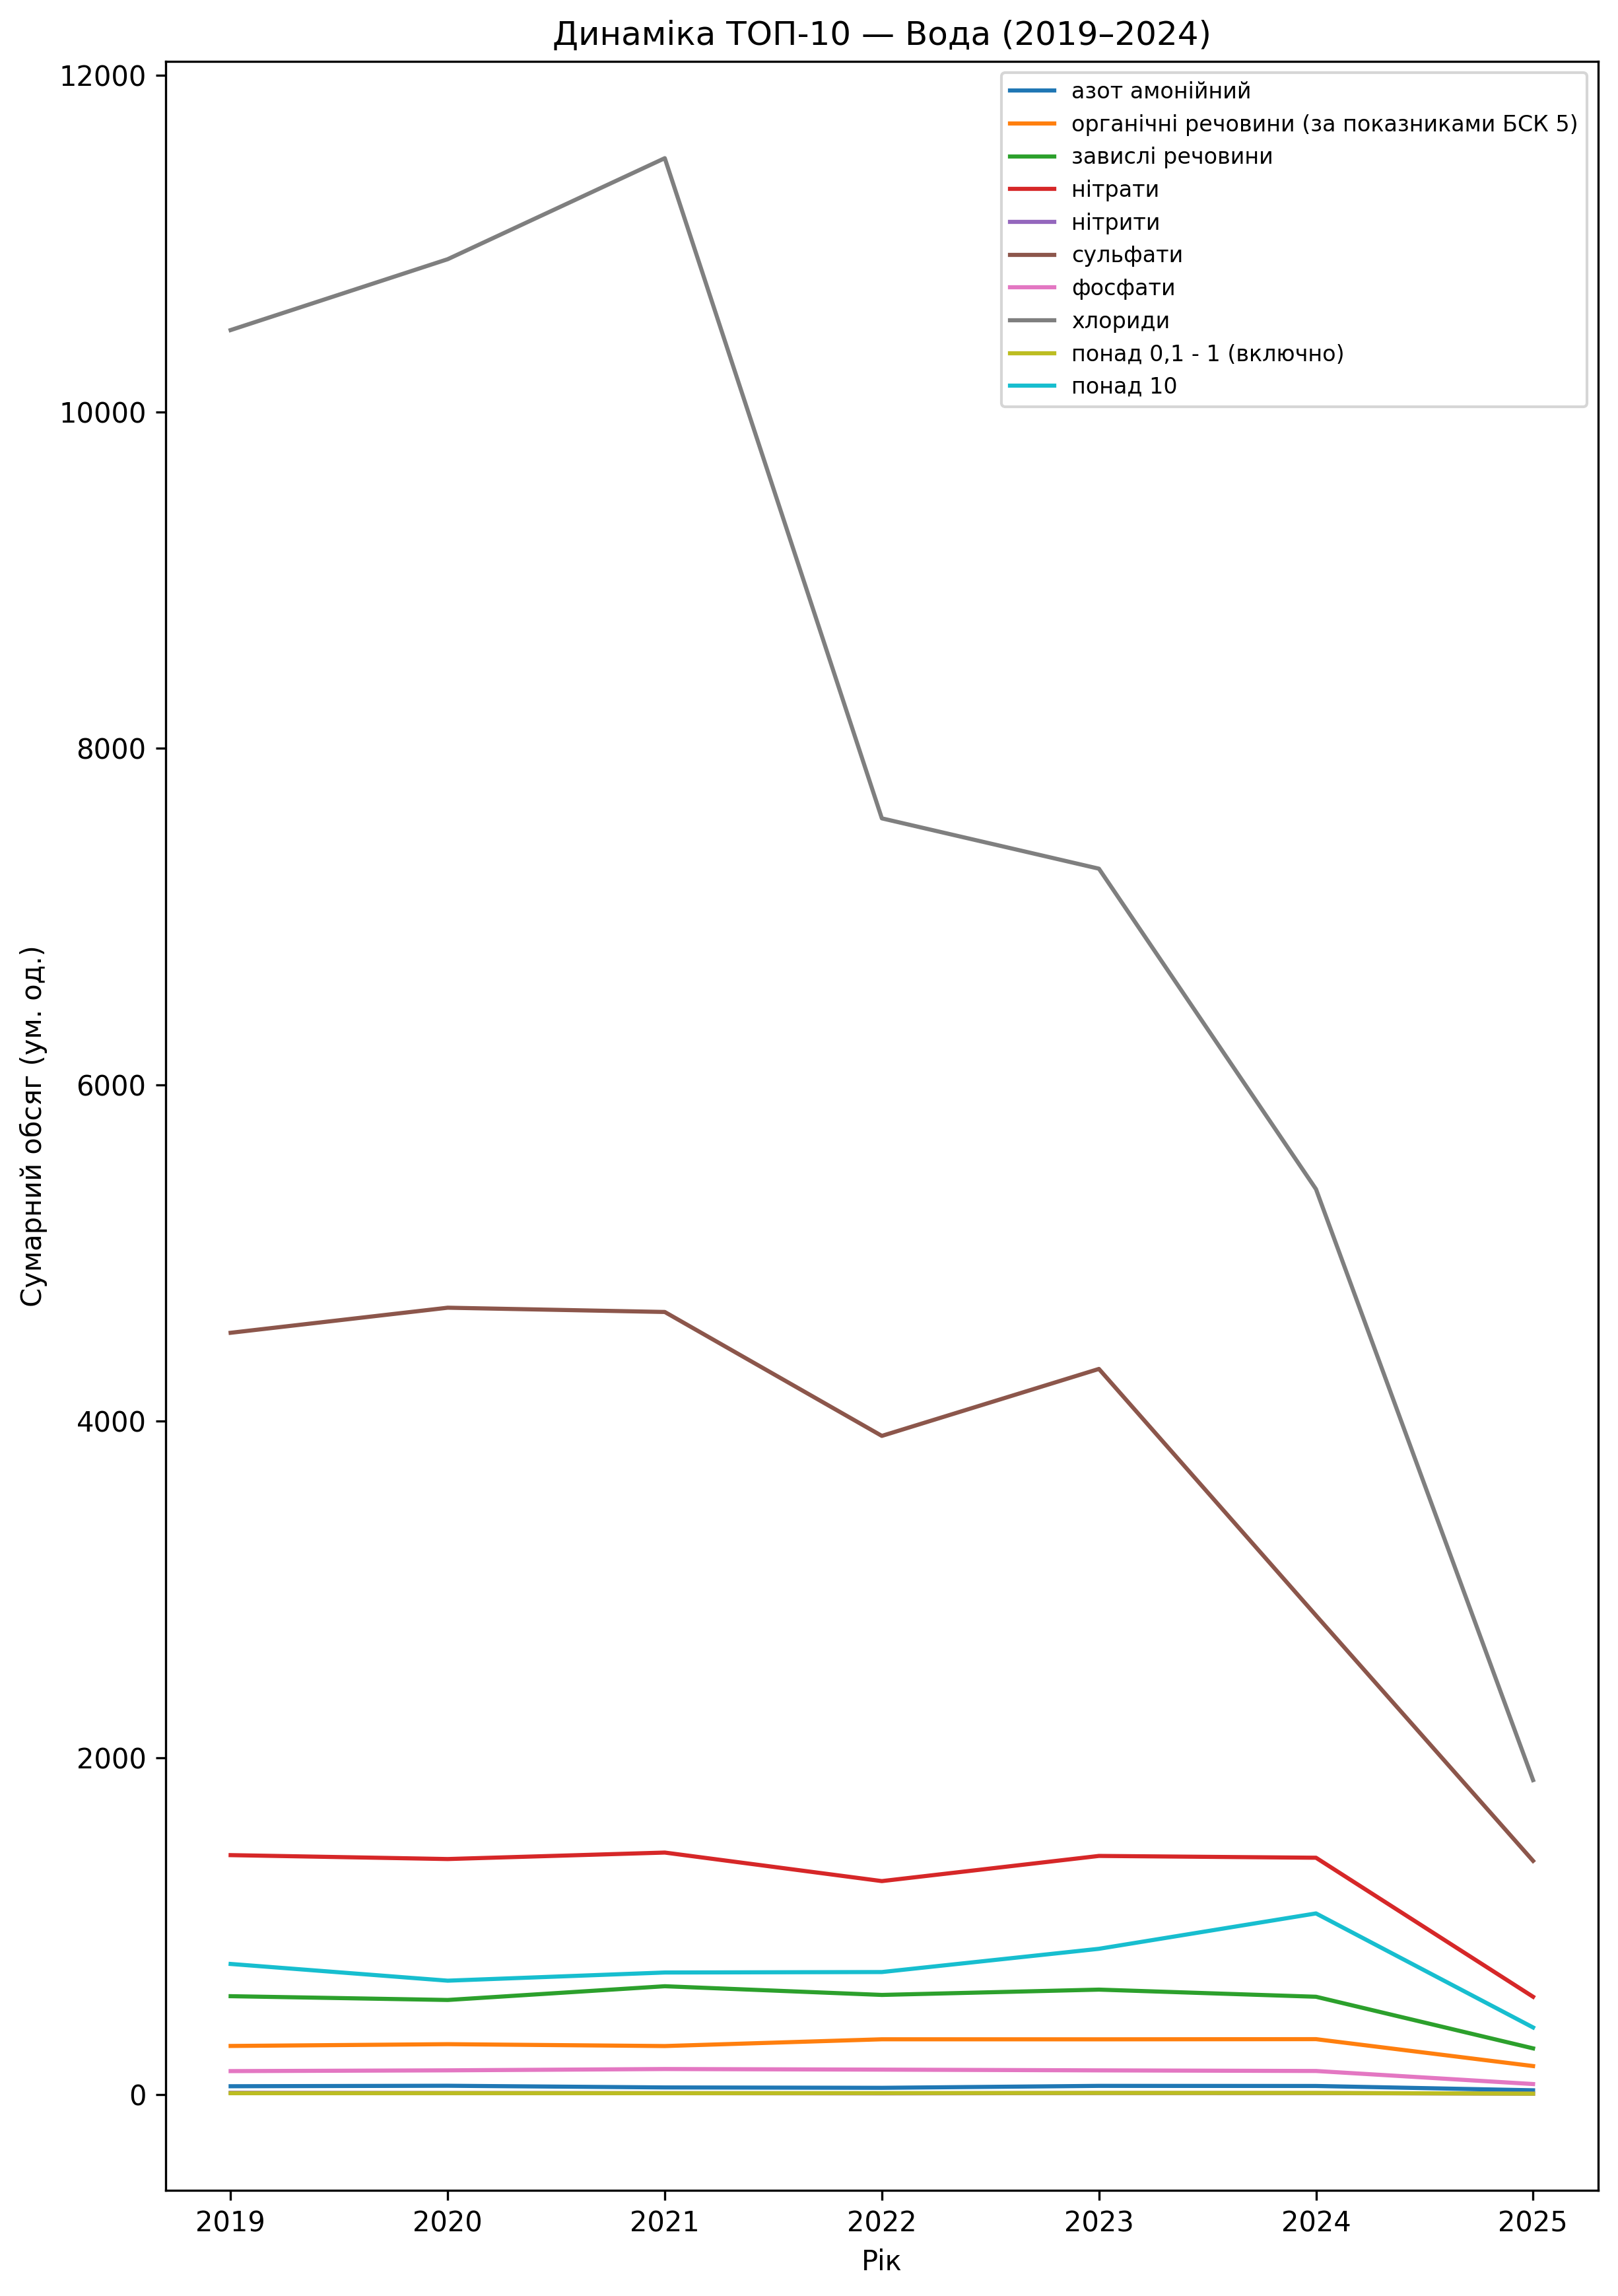 Динаміка ТОП-10 — Вода (2019–2024)
12000
10000
8000
6000
4000
2000
0
Сумарний обсяг (ум. од.)
азот амонійний
органічні речовини (за показниками БСК 5)
завислі речовини
нітрати
нітрити
сульфати
фосфати
хлориди
понад 0,1 - 1 (включно)
понад 10
2019 2020 2021 2022 2023 2024 2025
Рік